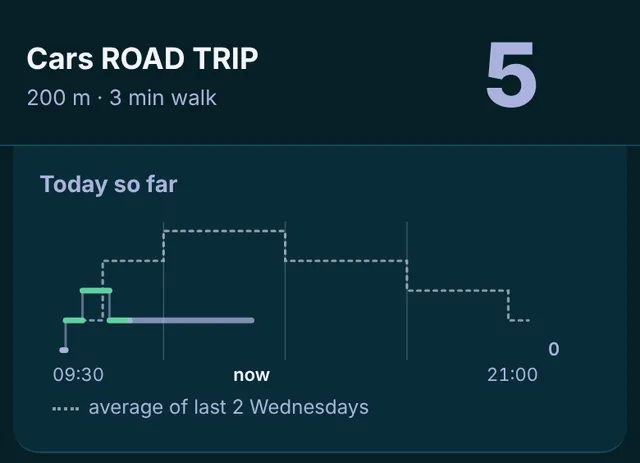 Cars ROAD TRIP
5
200 m · 3 min walk
Today so far
0
09:30 now 21:00
average of last 2 Wednesdays